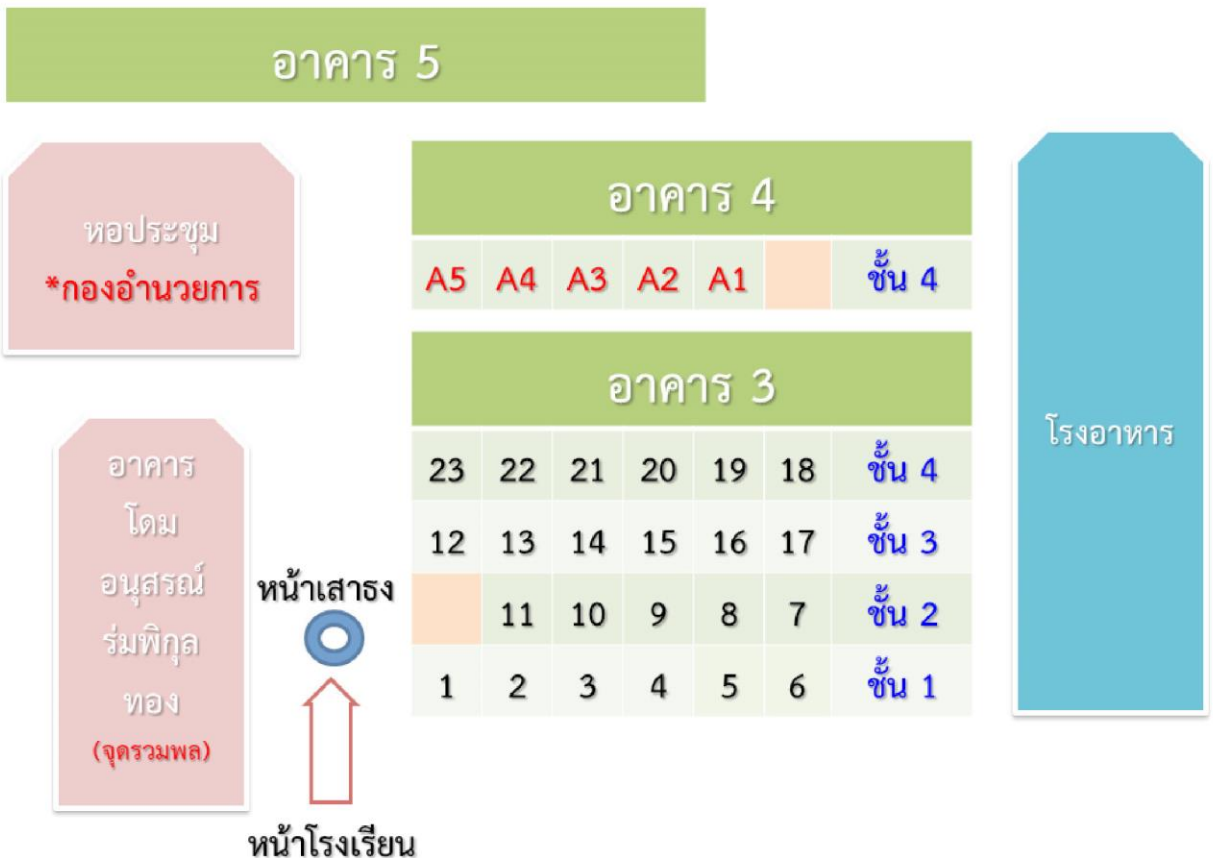 อาคาร 5
หอประชุม
*กองอำนวยการ
อาคาร 4
A5 A4 A3 A2 A1 ชั้น 4
อาคาร 3
23 22 21 20 19 18 ชั้น 4
12 13 14 15 16 17 ชั้น 3
11 10 9 8 7 ชั้น 2
1 2 3 4 5 6 ชั้น 1
โรงอาหาร
อาคาร
โดม
อนุสรณ์
ร่มพิกุล
ทอง
(จุดรวมพล)
หน้าเสาธง
หน้าโรงเรียน